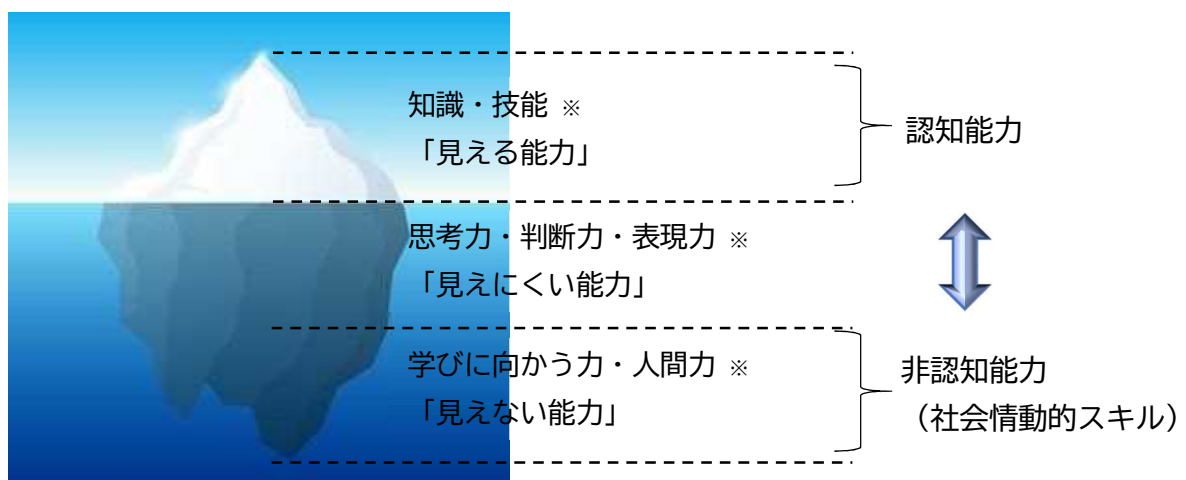 知識・技能 ※
「見える能力」
認知能力
思考力・判断力・表現力 ※
「見えにくい能力」
学びに向かう力・人間力 ※
「見えない能力」
非認知能力
（社会情動的スキル）